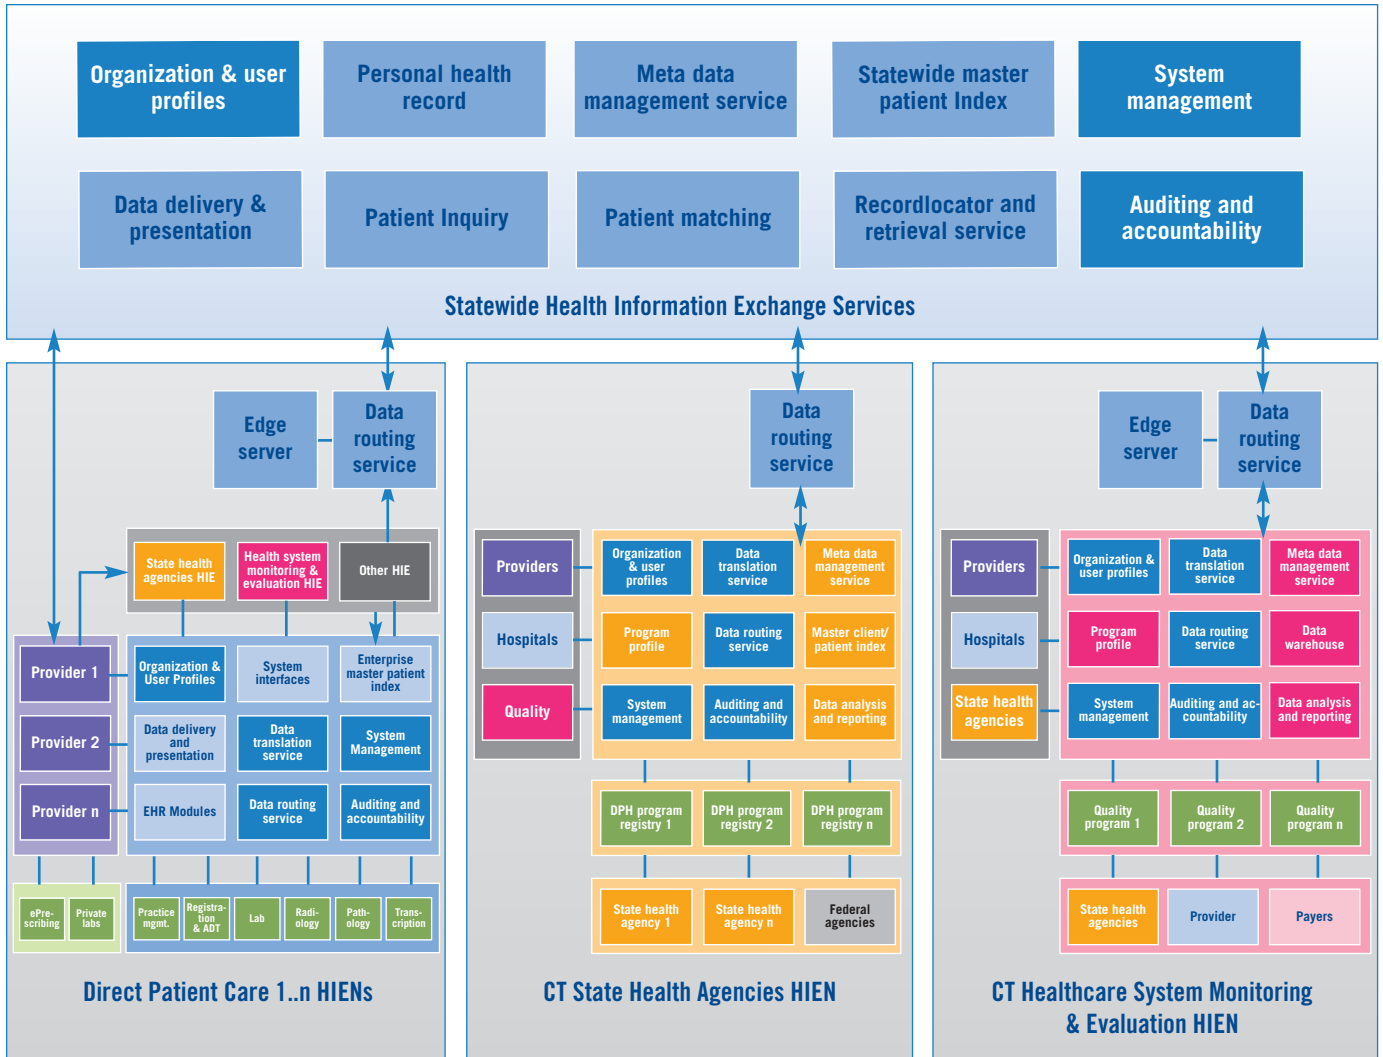 Organization & user
profiles
Personal health
record
Meta data
management service
Statewide master
patient Index
System
management
Data delivery &
presentation
Patient Inquiry
Patient matching
Recordlocator and
retrieval service
Auditing and
accountability
Statewide Health Information Exchange Services
Edge
server
Data
routing
service
State health
agencies HIE
Health system
monitoring &
evaluation HIE
Other HIE
Provider 1
Organization &
User Profiles
System
interfaces
Enterprise
master patient
index
Provider 2
Data delivery
and
presentation
Data
translation
service
System
Management
Provider n
EHR Modules
Data routing
service
Auditing and
accountability
ePre-
scribing
Private
labs
Practice
mgmt.
Registra-
tion
& ADT
Lab
Radi-
ology
Path-
ology
Trans-
cription
Direct Patient Care 1..n HIENs
Data
routing
service
Providers
Organization
& user
profiles
Data
translation
service
Meta data
management
service
Hospitals
Program
profile
Data routing
service
Master client/
patient index
Quality
System
management
Auditing and
accountability
Data analysis
and reporting
DPH program
registry 1
DPH program
registry 2
DPH program
registry n
State health
agency 1
State health
agency n
Federal
agencies
CT State Health Agencies HIEN
Edge
server
Data
routing
service
Providers
Organization &
user profiles
Data
translation
service
Meta data
management
service
Hospitals
Program
profile
Data routing
service
Data
warehouse
State health
agencies
System
management
Auditing and ac-
countability
Data analysis
and reporting
Quality
program 1
Quality
program 2
Quality
program n
State health
agencies
Provider
Payers
CT Healthcare System Monitoring
& Evaluation HIEN